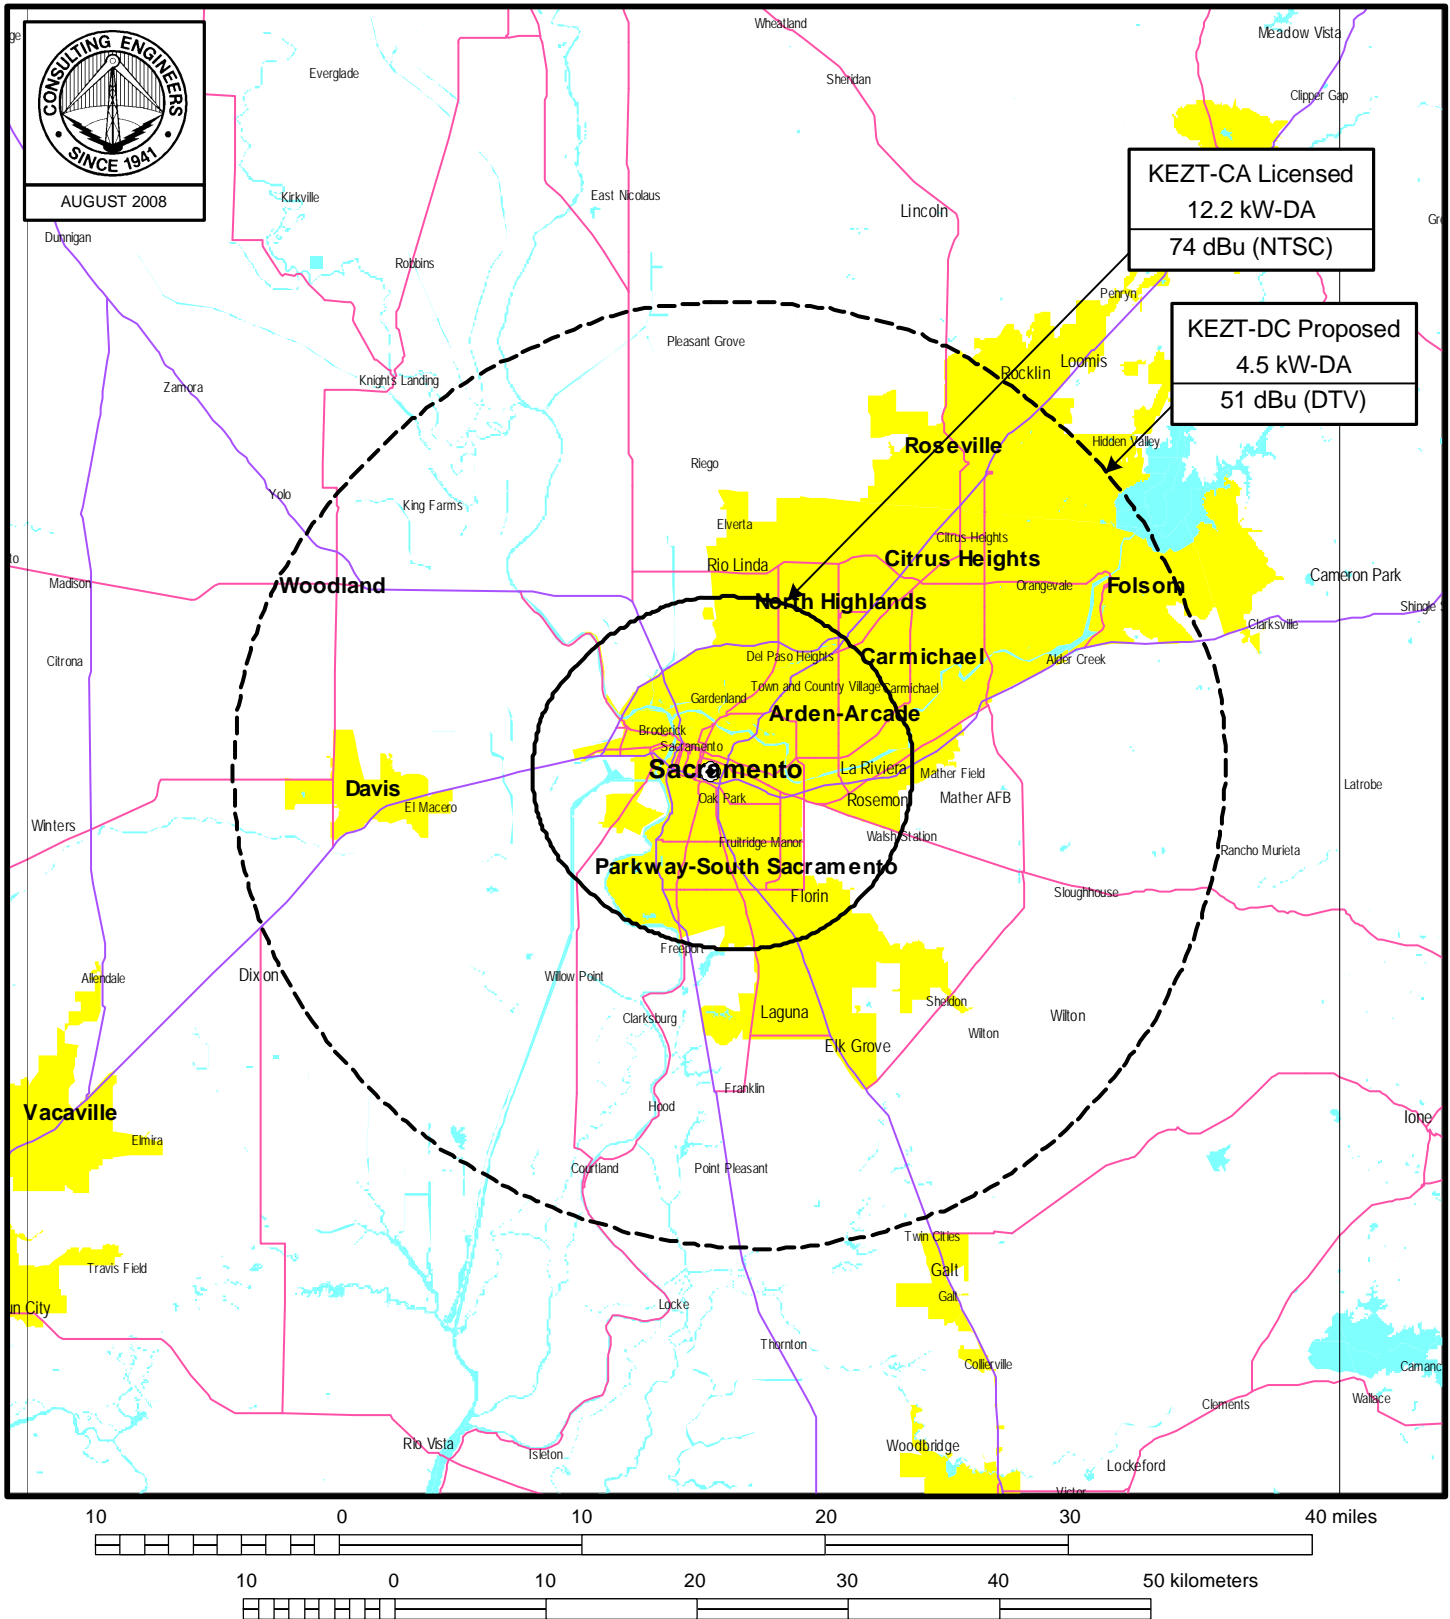 Wheatland
Meadow Vista
CONSULTING ENGINEERS
SINCE 1941
AUGUST 2008
Everglade
Sheridan
Clipper Gap
KEZT-CA Licensed
12.2 kW-DA
74 dBu (NTSC)
Kirkville
East Nicolaus
Lincoln
Dunnigan
Robbins
Penryn
KEZT-DC Proposed
4.5 kW-DA
51 dBu (DTV)
Pleasant Grove
Loomis
Rocklin
Zamora
Knights Landing
Roseville
Hidden Valley
Riego
Yolo
King Farms
Elverta
Citrus Heights
Citrus Heights
Rio Linda
Madison
Woodland
Orangevale
Folsom
Cameron Park
North Highlands
Shingle S
Clarksville
Citrona
Del Paso Heights
Carmichael
Alder Creek
Gardenland
Town and Country Village
Carmichael
Arden-Arcade
Broderick
Sacramento
Sacramento
La Riviera
Mather Field
Latrobe
Davis
El Macero
Oak Park
Rosemon
Mather AFB
Winters
Fruitridge Manor
Walsh Station
Rancho Murieta
Parkway-South Sacramento
Florin
Sloughhouse
Freeport
Allendale
Dixon
Willow Point
Sheldon
Clarksburg
Laguna
Wilton
Wilton
Elk Grove
Franklin
Vacaville
Hood
Ione
Elmira
Courtland
Point Pleasant
Twin Cities
Travis Field
Galt
Galt
un City
Locke
Thornton
Collierville
Camanc
Wallace
Clements
Rio Vista
Isleton
Woodbridge
Lockeford
Victor
10 0 10 20 30 40 miles
10 0 10 20 30 40 50 kilometers